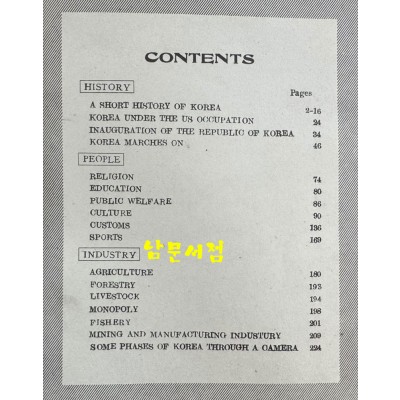 CONTENTS
HISTORY
Pages
A SHORT HISTORY OF KOREA 2-16
KOREA UNDER THE US OCCUPATION 24
INAUGURATION OF THE REPUBLIC OF KOREA 34
KOREA MARCHES ON 46
PEOPLE
RELIGION 74
EDUCATION 80
PUBLIC WELFARE 86
CULTURE 90
CUSTOMS 136
SPORTS 169
삼문서점
INDUSTRY
AGRICULTURE 180
FORESTRY 193
LIVESTOCK 194
MONOPOLY 198
FISHERY 201
MINING AND MANUFACTURING INDUSTURY 209
SOME PHASES OF KOREA THROUGH A CAMERA 224